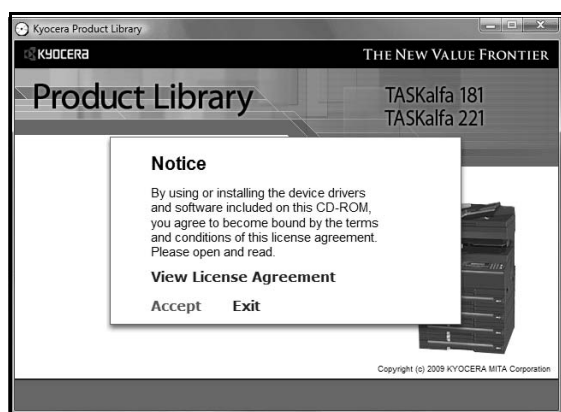 Kyocera Product Library
KYOCERA
THE NEW VALUE FRONTIER
Product Library
TASKalfa 181
TASKalfa 221
Notice
By using or installing the device drivers
and software included on this CD-ROM,
you agree to become bound by the terms
and conditions of this license agreement.
Please open and read.
View License Agreement
Accept Exit
Copyright (c) 2009 KYOCERA MITA Corporation